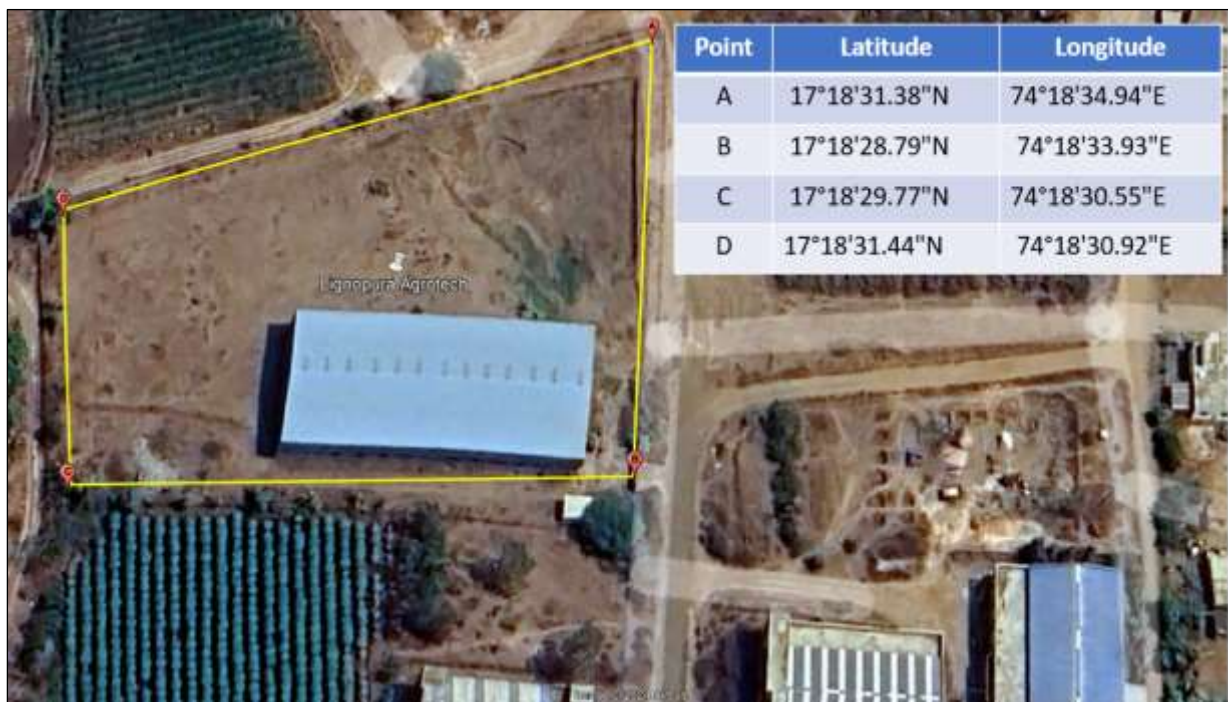 Point Latitude Longitude
A 17°18'31.38"N 74°18'34.94"E
B 17°18'28.79"N 74°18'33.93"E
C 17°18'29.77"N 74°18'30.55"E
D 17°18'31.44"N 74°18'30.92"E
Lignopura Agrotech